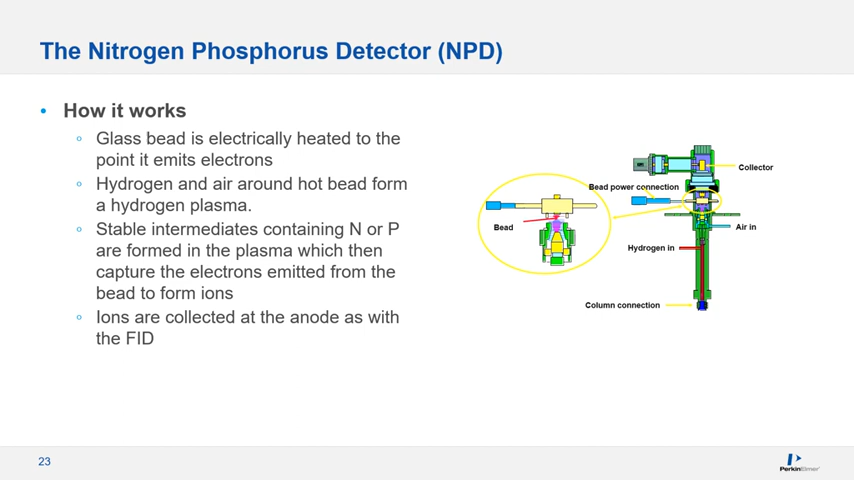 The Nitrogen Phosphorus Detector (NPD)
• How it works
Glass bead is electrically heated to the
point it emits electrons
Hydrogen and air around hot bead form
a hydrogen plasma.
Stable intermediates containing N or P
are formed in the plasma which then
capture the electrons emitted from the
bead to form ions
Ions are collected at the anode as with
the FID
Collector
Bead power connection
Bead
Air in
Hydrogen in
Column connection
23
PerkinElmer